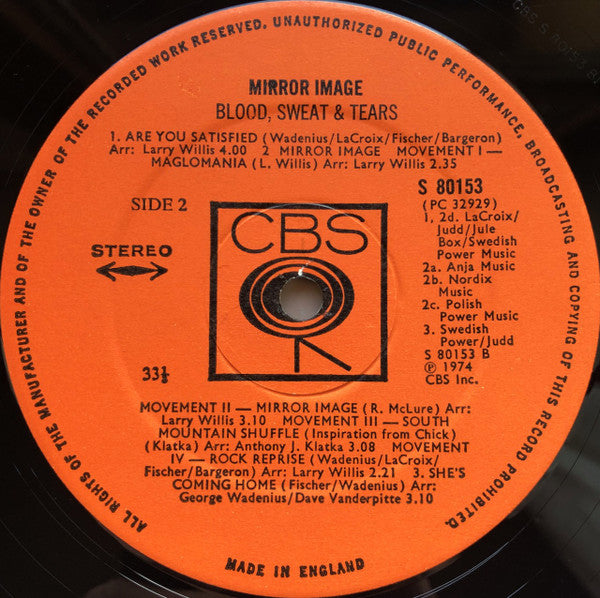 ALL RIGHTS OF THE MANUFACTURER AND OF THE OWNER OF THE RECORDED WORK RESERVED. UNAUTHORIZED PUBLIC PERFORMANCE, BROADCASTING AND COPYING OF THIS RECORD PROHIBITED.
MIRROR IMAGE
BLOOD, SWEAT & TEARS
1. ARE YOU SATISFIED (Wadenius/LaCroix/Fischer/Bargeron)
Arr: Larry Willis 4.00 2 MIRROR IMAGE MOVEMENT I —
MAGLOMANIA (L. Willis) Arr: Larry Willis 2.35
SIDE 2
STEREO
33⅓
CBS
S 80153
(PC 32929)
1, 2d. LaCroix/
Judd/Jule
Box/Swedish
Power Music
2a. Anja Music
2b. Nordix
Music
2c. Polish
Power Music
3. Swedish
Power/Judd
S 80153 B
Ⓟ 1974
CBS Inc.
MOVEMENT II — MIRROR IMAGE (R. McLure) Arr:
Larry Willis 3.10 MOVEMENT III — SOUTH
MOUNTAIN SHUFFLE (Inspiration from Chick)
(Klatka) Arr: Anthony J. Klatka 3.08 MOVEMENT
IV — ROCK REPRISE (Wadenius/LaCroix/
Fischer/Bargeron) Arr: Larry Willis 2.21 3. SHE'S
COMING HOME (Fischer/Wadenius) Arr:
George Wadenius/Dave Vanderpitte 3.10
MADE IN ENGLAND
CBS S 80153 B